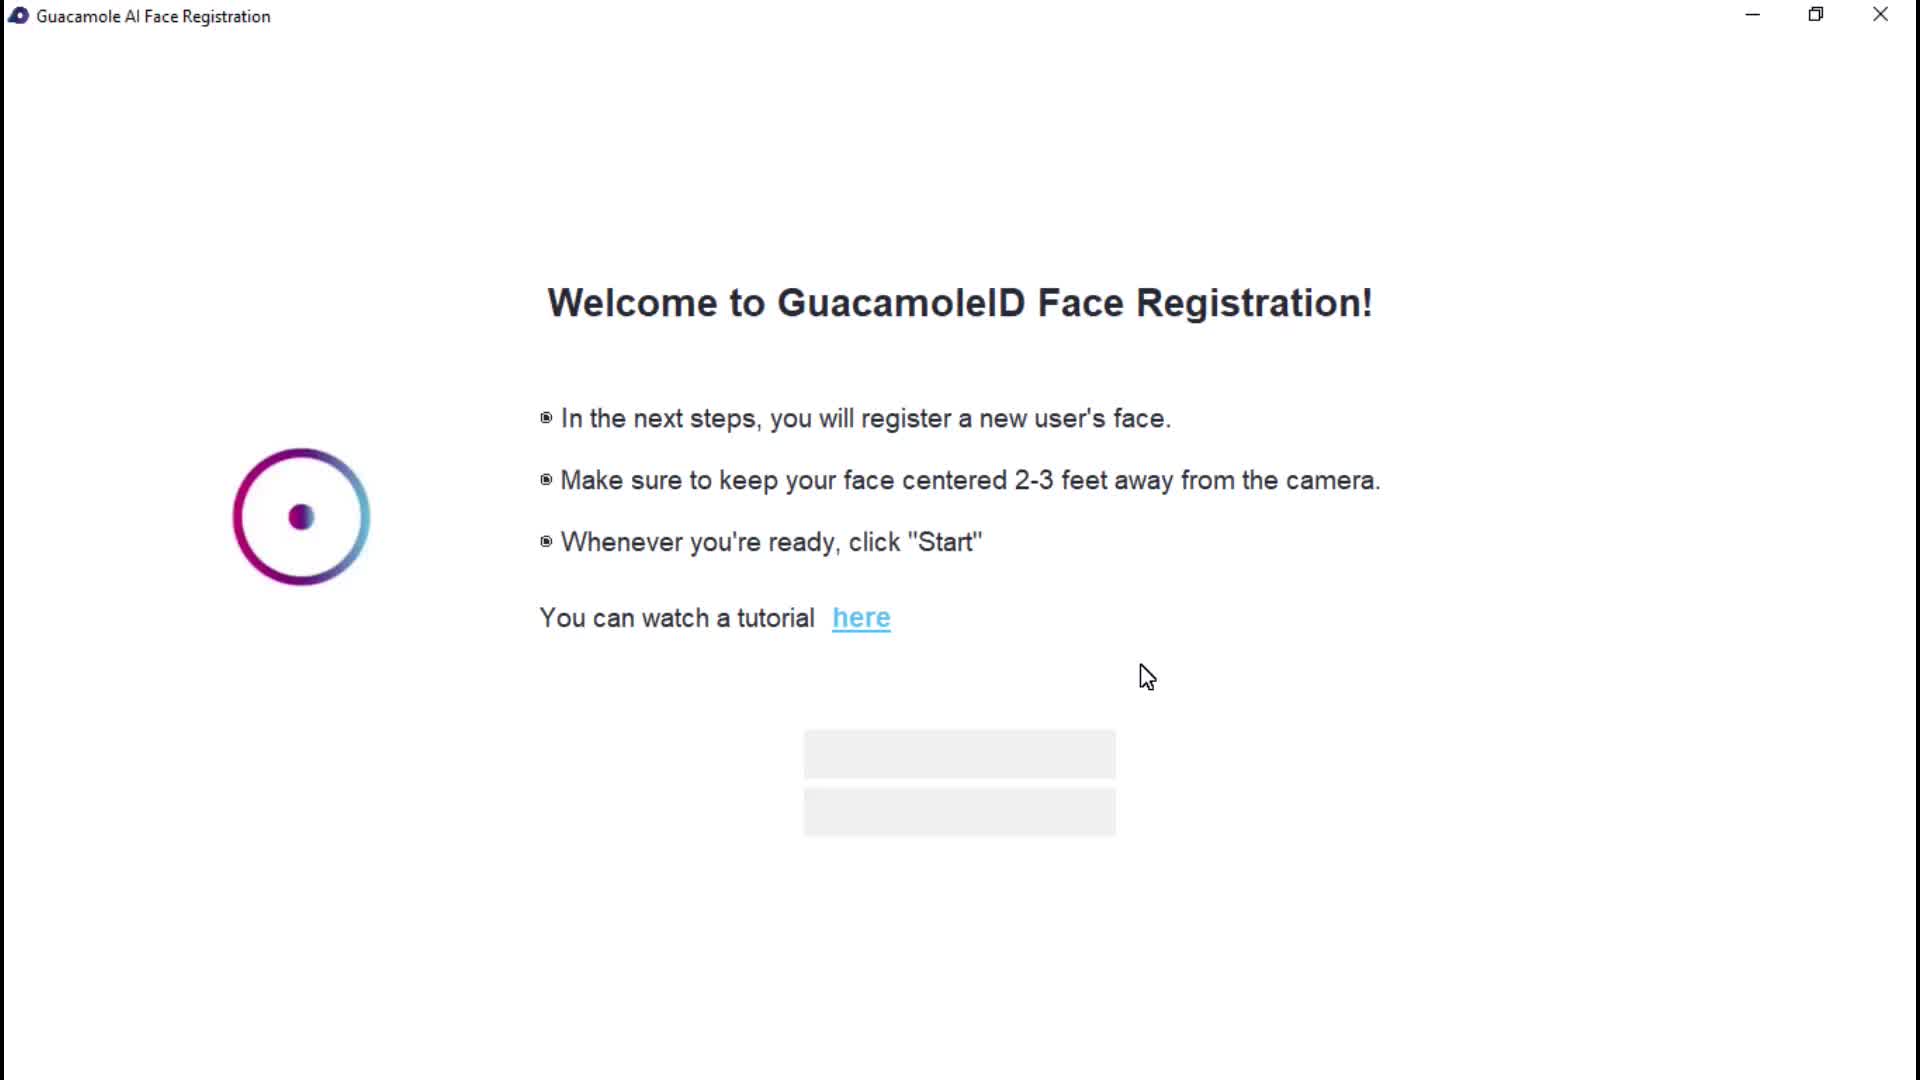 Guacamole AI Face Registration
Welcome to GuacamoleID Face Registration!
In the next steps, you will register a new user's face.
Make sure to keep your face centered 2-3 feet away from the camera.
Whenever you're ready, click "Start"
You can watch a tutorial here